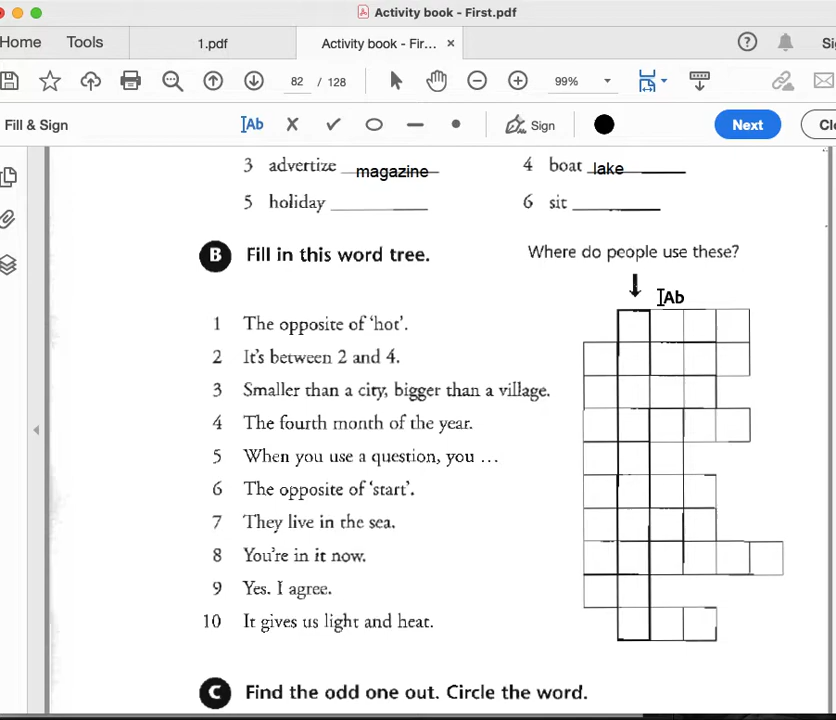 Activity book - First.pdf
Home Tools 1.pdf Activity book - Fir... ×
82 / 128 99%
Fill & Sign Ab Sign Next
3 advertize magazine 4 boat lake
5 holiday ________ 6 sit ________
B Fill in this word tree. Where do people use these?
Ab
1 The opposite of ‘hot’.
2 It’s between 2 and 4.
3 Smaller than a city, bigger than a village.
4 The fourth month of the year.
5 When you use a question, you …
6 The opposite of ‘start’.
7 They live in the sea.
8 You’re in it now.
9 Yes. I agree.
10 It gives us light and heat.
C Find the odd one out. Circle the word.